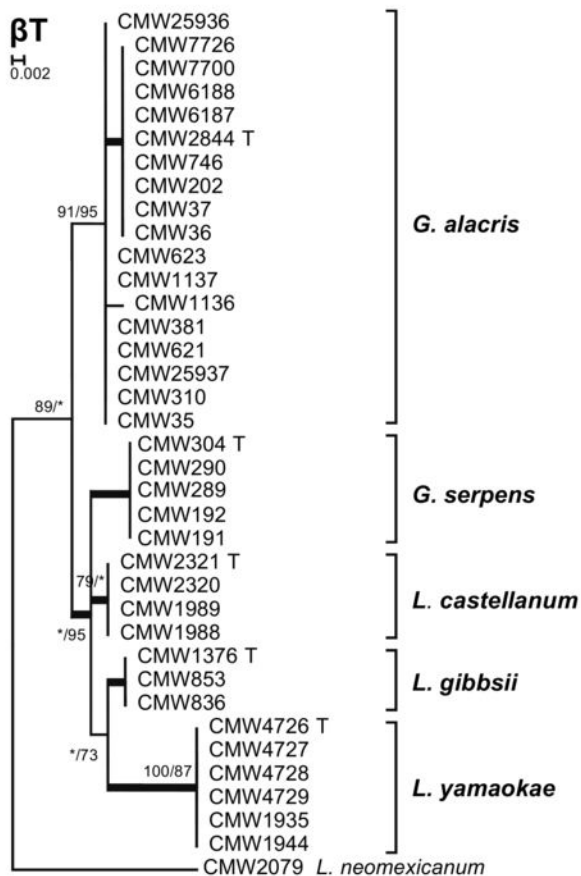 βT
0.002
CMW25936
CMW7726
CMW7700
CMW6188
CMW6187
CMW2844 T
CMW746
CMW202
CMW37
CMW36
CMW623
CMW1137
CMW1136
CMW381
CMW621
CMW25937
CMW310
CMW35
91/95
G. alacris
89/*
CMW304 T
CMW290
CMW289
CMW192
CMW191
G. serpens
CMW2321 T
CMW2320
CMW1989
CMW1988
79/*
*/95
L. castellanum
CMW1376 T
CMW853
CMW836
L. gibbsii
*/73
CMW4726 T
CMW4727
CMW4728
CMW4729
CMW1935
CMW1944
100/87
L. yamaokae
CMW2079 L. neomexicanum